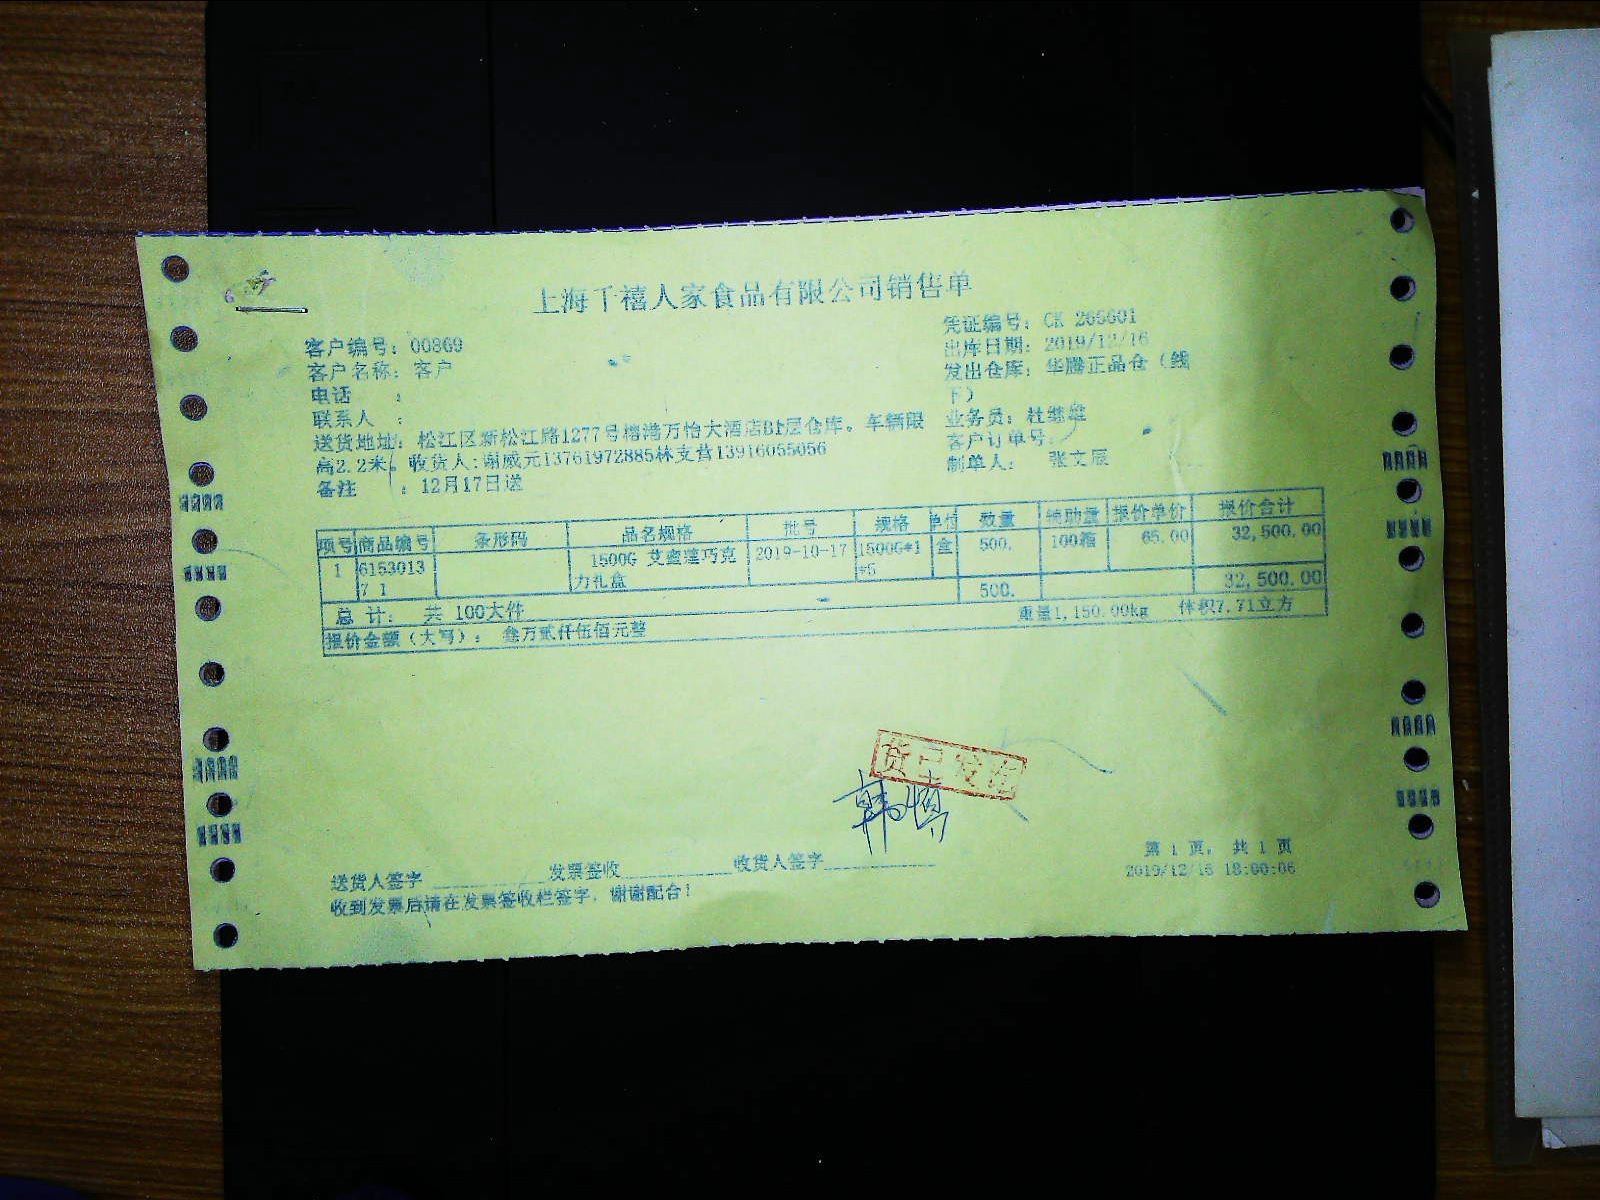 上海千禧人家食品有限公司销售单
凭证编号：CK 265601
客户编号：00869
出库日期：2019/12/16
客户名称：客户
发出仓库：华腾正品仓（线
下）
电话 ：
联系人 ：
业务员：杜继雄
送货地址：松江区新松江路1277号榕港万怡大酒店B1层仓库。车辆限
客户订单号：
高2.2米。收货人:谢威元13761972885林支营13916055056
制单人： 张文辰
备注 ：12月17日送
项号 商品编号 条形码 品名规格 批号 规格 单位 数量 辅助量 报价单价 报价合计
1 6153013 1500G 艾蜜莲巧克 2019-10-17 1500G*1 盒 500. 100箱 65.00 32,500.00
7 1 力礼盒 *5
500. 32,500.00
总 计： 共 100大件 重量1,150.00kg 体积7.71立方
报价金额（大写）： 叁万贰仟伍佰元整
货已发讫
送货人签字 发票签收 收货人签字
第 1 页， 共 1 页
2019/12/16 18:00:06
收到发票后请在发票签收栏签字，谢谢配合！